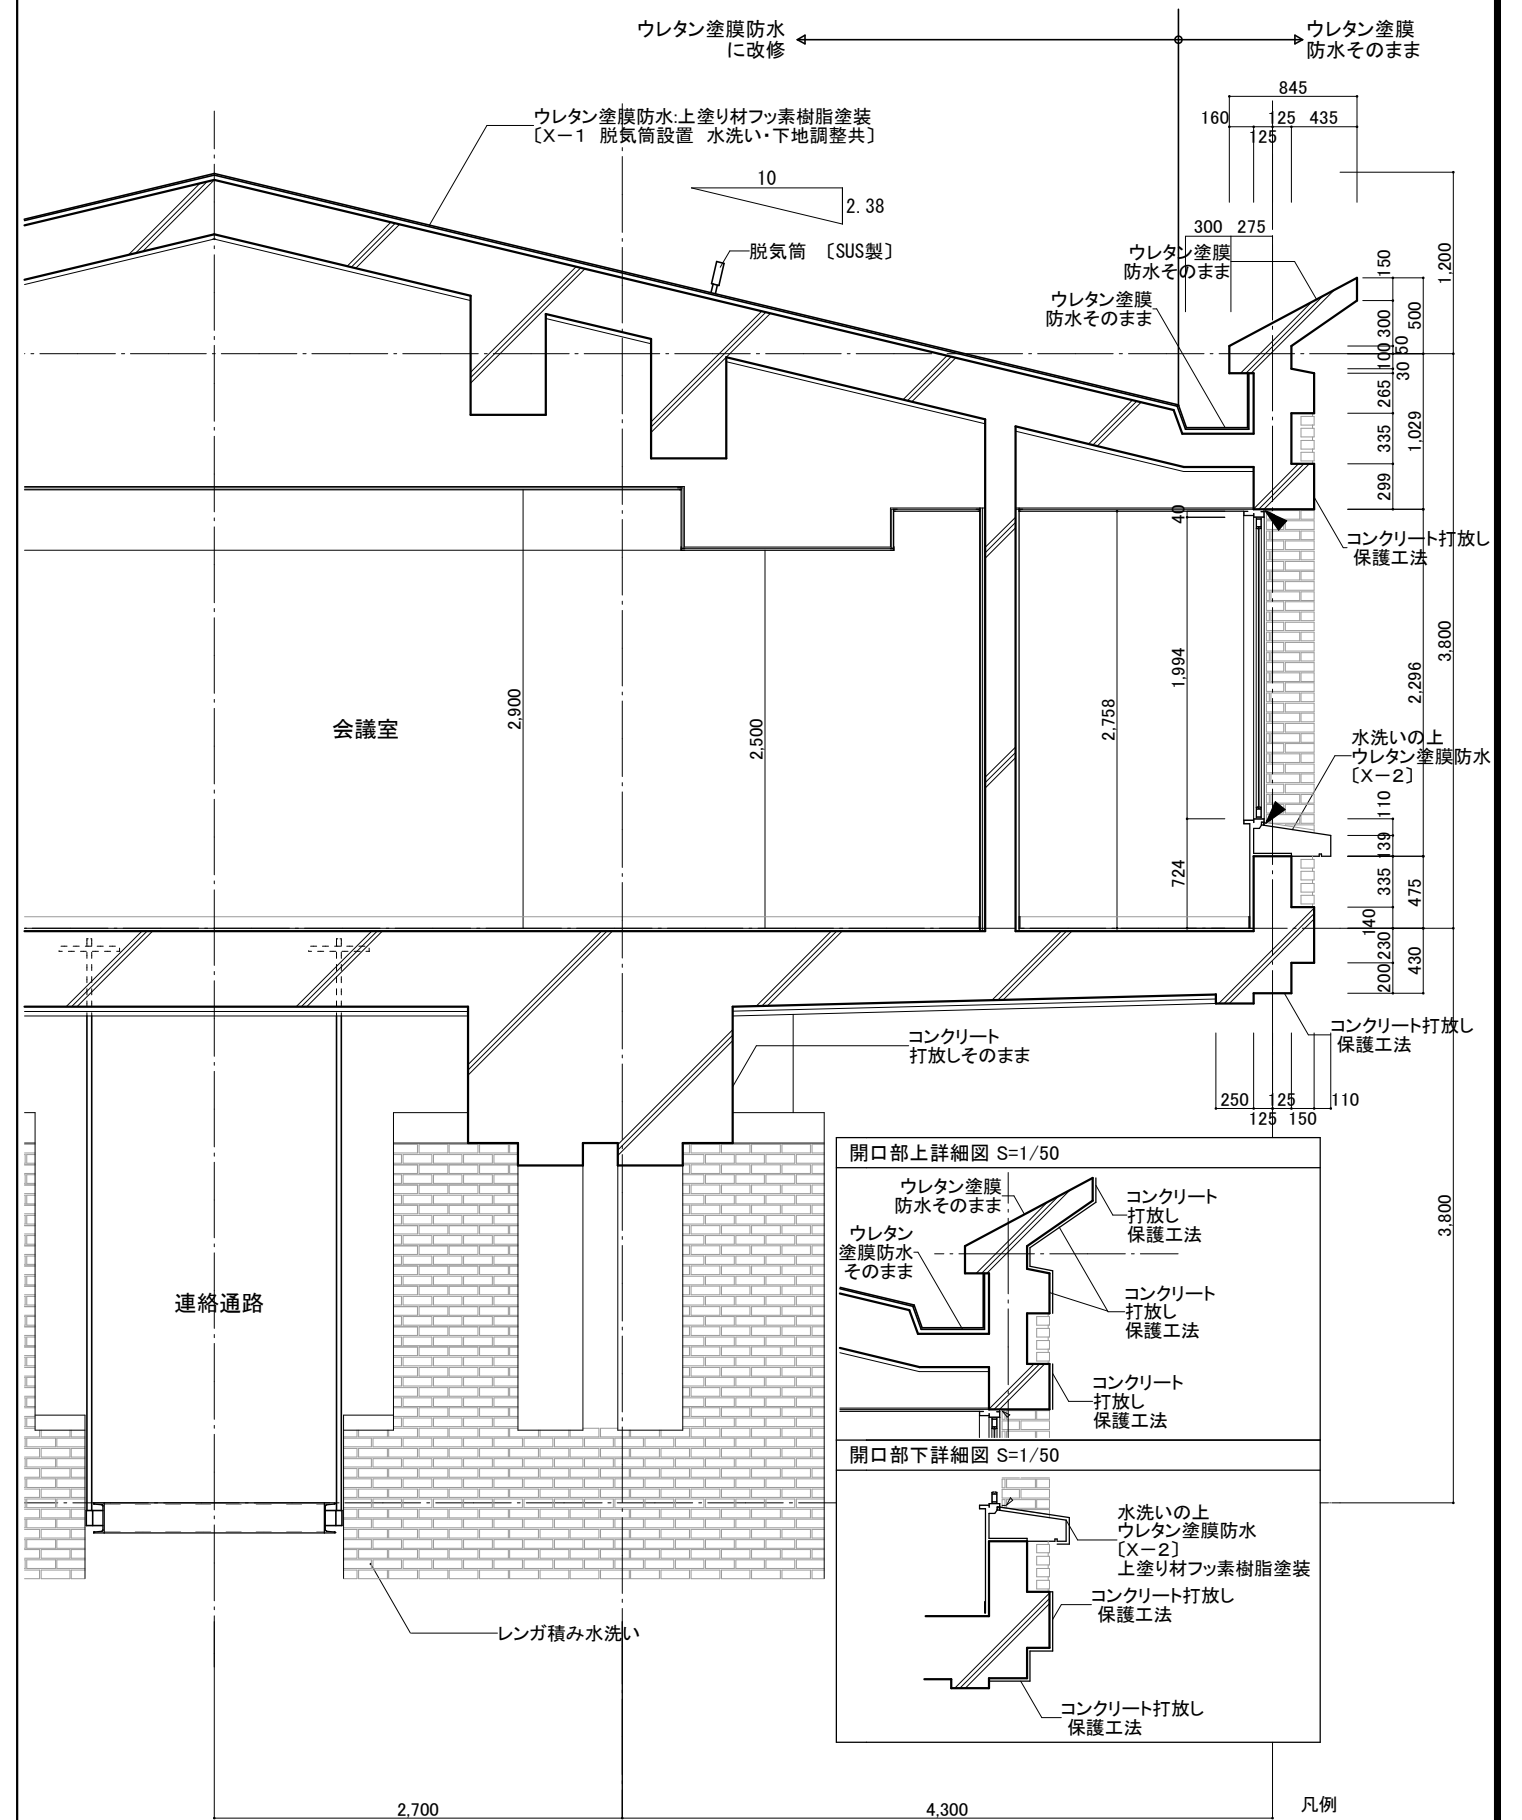 ウレタン塗膜防水
に改修
ウレタン塗膜
防水そのまま
845
160
125
435
125
ウレタン塗膜防水:上塗り材フッ素樹脂塗装
〔X－1 脱気筒設置 水洗い・下地調整共〕
10
2.38
脱気筒 〔SUS製〕
300
275
ウレタン塗膜
防水そのまま
ウレタン塗膜
防水そのまま
150
300
50
100
30
265
335
299
500
1,029
1,200
40
コンクリート打放し
保護工法
3,800
2,296
1,994
2,758
2,900
2,500
会議室
水洗いの上
ウレタン塗膜防水
〔X－2〕
110
139
335
475
724
140
230
200
430
コンクリート
打放しそのまま
コンクリート打放し
保護工法
250
125
110
125
150
3,800
連絡通路
開口部上詳細図 S=1/50
ウレタン塗膜
防水そのまま
コンクリート
打放し
保護工法
ウレタン
塗膜防水
そのまま
コンクリート
打放し
保護工法
コンクリート
打放し
保護工法
開口部下詳細図 S=1/50
水洗いの上
ウレタン塗膜防水
〔X－2〕
上塗り材フッ素樹脂塗装
コンクリート打放し
保護工法
コンクリート打放し
保護工法
レンガ積み水洗い
2,700
4,300
凡例